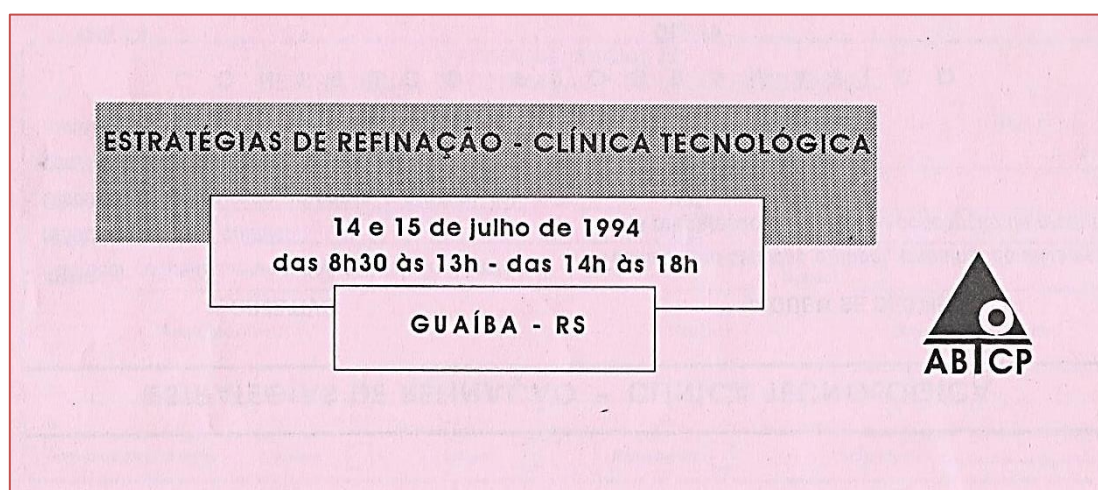 ESTRATÉGIAS DE REFINAÇÃO - CLÍNICA TECNOLÓGICA
14 e 15 de julho de 1994
das 8h30 às 13h - das 14h às 18h
GUAÍBA - RS
ABTCP